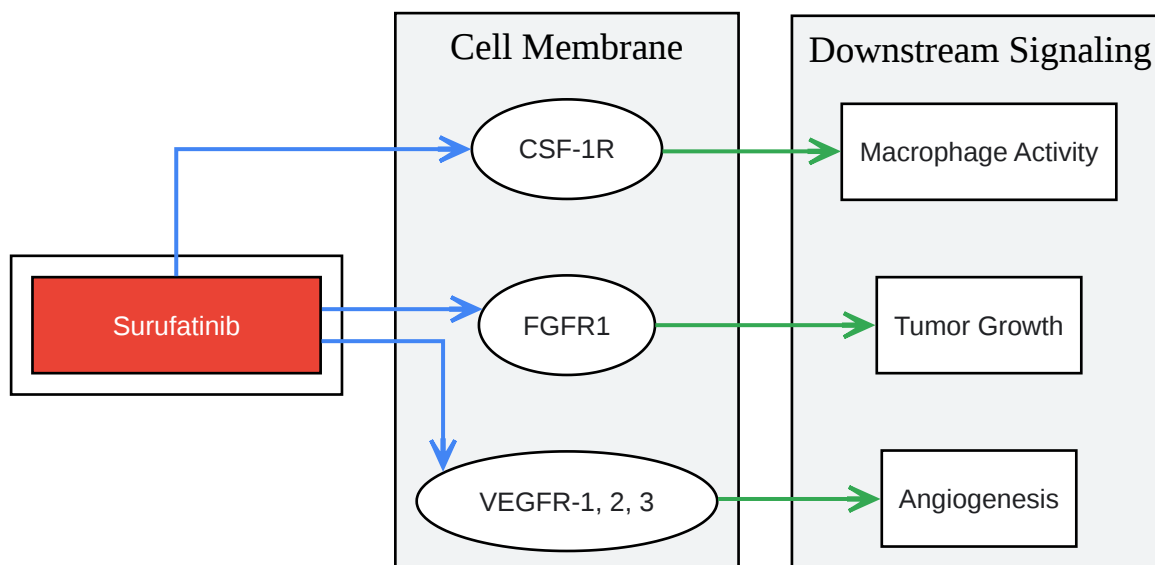 Cell Membrane
Downstream Signaling
CSF-1R
Macrophage Activity
Surufatinib
FGFR1
Tumor Growth
VEGFR-1, 2, 3
Angiogenesis